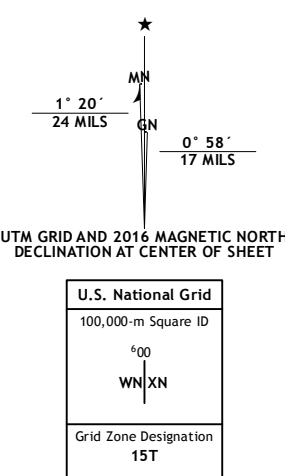 ★
MN
1° 20´
24 MILS
GN
0° 58´
17 MILS
UTM GRID AND 2016 MAGNETIC NORTH
DECLINATION AT CENTER OF SHEET
U.S. National Grid
100,000-m Square ID
⁶00
WN XN
Grid Zone Designation
15T